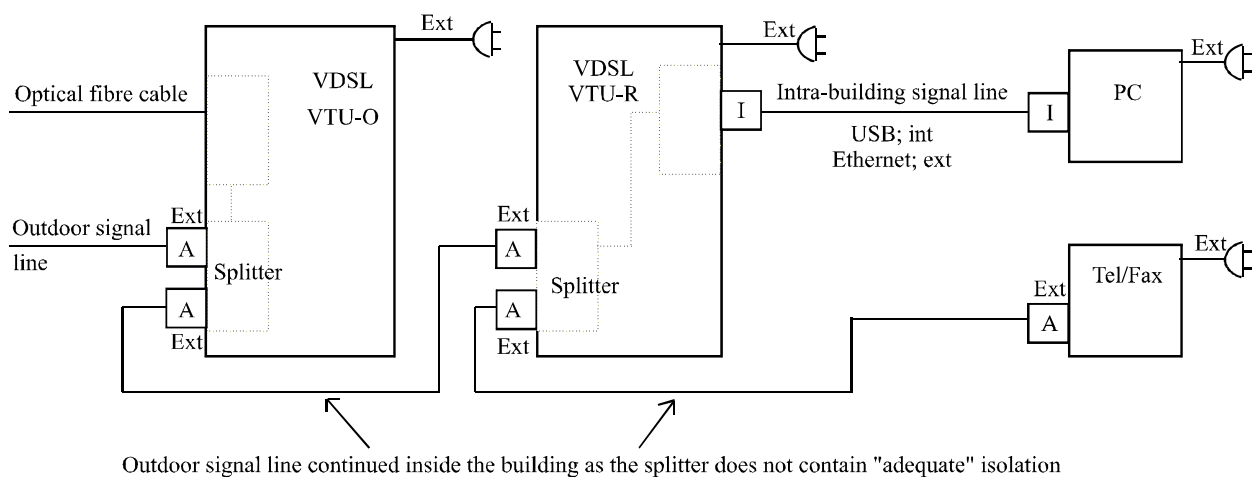 Ext
Ext
Ext
VDSL
VTU-O
VDSL
VTU-R
PC
Optical fibre cable
I
Intra-building signal line
I
USB; int
Ethernet; ext
Ext
Ext
Ext
Outdoor signal
line
A
Splitter
A
Splitter
Tel/Fax
Ext
A
A
A
Ext
Ext
Outdoor signal line continued inside the building as the splitter does not contain "adequate" isolation